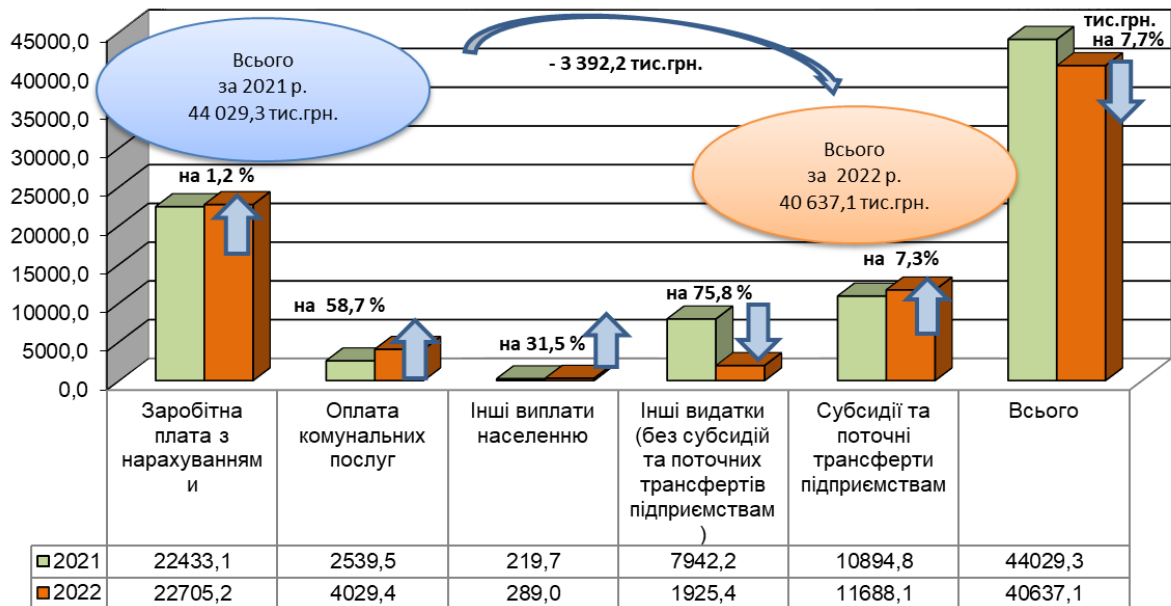 тис.грн.
на 7,7%
45000,0
40000,0
35000,0
30000,0
25000,0
20000,0
15000,0
10000,0
5000,0
0,0
Всього
за 2021 р.
44 029,3 тис.грн.
- 3 392,2 тис.грн.
Всього
за 2022 р.
40 637,1 тис.грн.
на 1,2 %
на 58,7 %
на 31,5 %
на 75,8 %
на 7,3%
Заробітна
плата з
нарахуванням
и
Оплата
комунальних
послуг
Інші виплати
населенню
Інші видатки
(без субсидій
та поточних
трансфертів
підприємствам
)
Субсидії та
поточні
трансферти
підприємствам
Всього
2021 22433,1 2539,5 219,7 7942,2 10894,8 44029,3
2022 22705,2 4029,4 289,0 1925,4 11688,1 40637,1